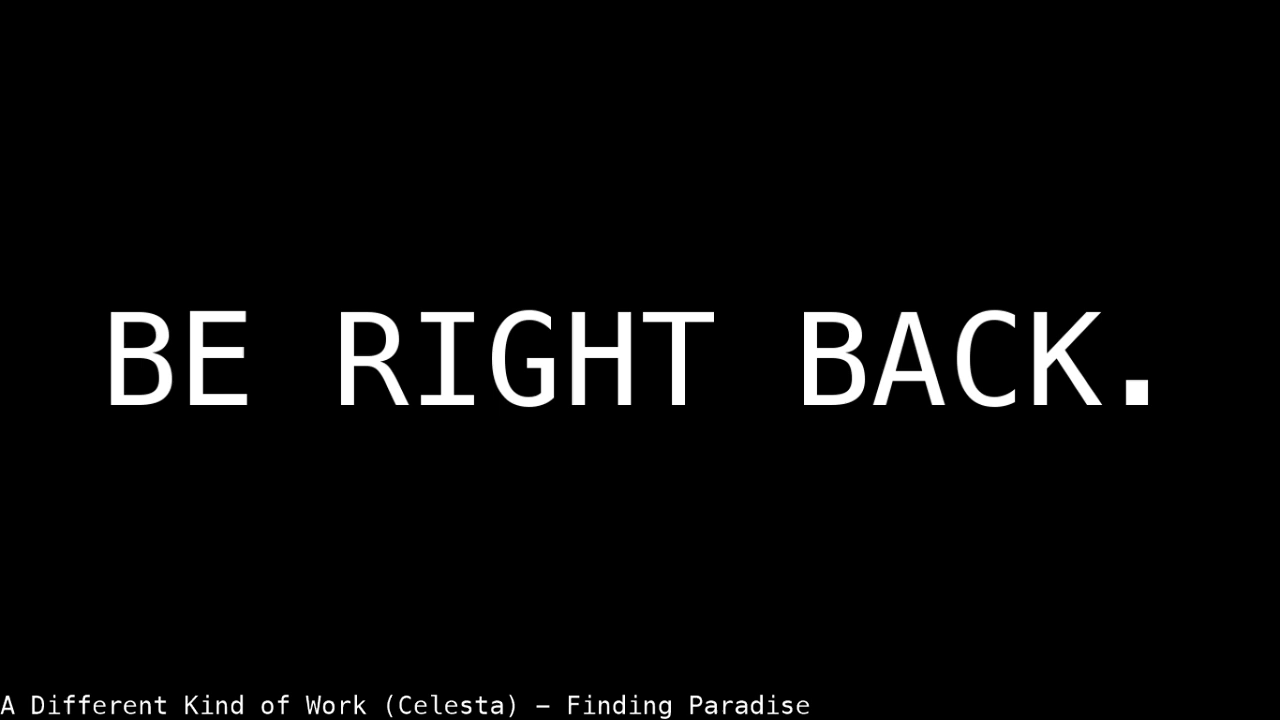 BE RIGHT BACK.
A Different Kind of Work (Celesta) – Finding Paradise